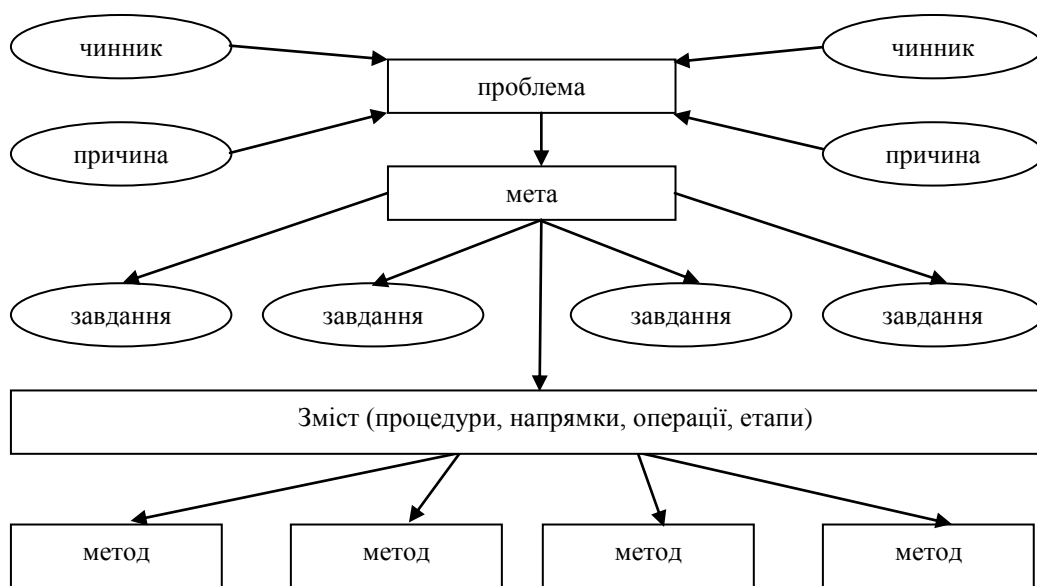 чинник
чинник
проблема
причина
причина
мета
завдання
завдання
завдання
завдання
Зміст (процедури, напрямки, операції, етапи)
метод
метод
метод
метод